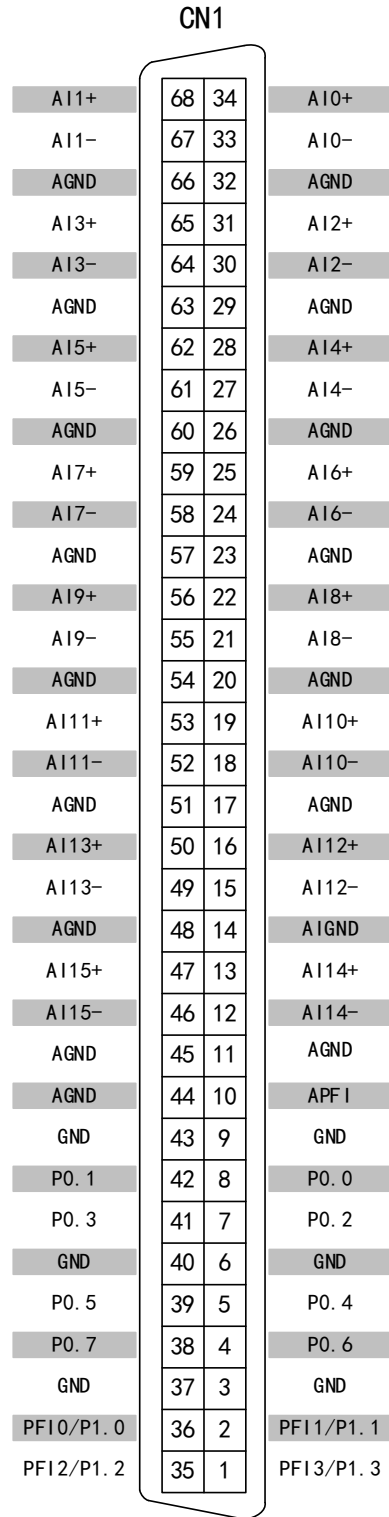 CN1
AI1+ 68 34 AI0+
AI1- 67 33 AI0-
AGND 66 32 AGND
AI3+ 65 31 AI2+
AI3- 64 30 AI2-
AGND 63 29 AGND
AI5+ 62 28 AI4+
AI5- 61 27 AI4-
AGND 60 26 AGND
AI7+ 59 25 AI6+
AI7- 58 24 AI6-
AGND 57 23 AGND
AI9+ 56 22 AI8+
AI9- 55 21 AI8-
AGND 54 20 AGND
AI11+ 53 19 AI10+
AI11- 52 18 AI10-
AGND 51 17 AGND
AI13+ 50 16 AI12+
AI13- 49 15 AI12-
AGND 48 14 AIGND
AI15+ 47 13 AI14+
AI15- 46 12 AI14-
AGND 45 11 AGND
AGND 44 10 APFI
GND 43 9 GND
P0.1 42 8 P0.0
P0.3 41 7 P0.2
GND 40 6 GND
P0.5 39 5 P0.4
P0.7 38 4 P0.6
GND 37 3 GND
PFI0/P1.0 36 2 PFI1/P1.1
PFI2/P1.2 35 1 PFI3/P1.3